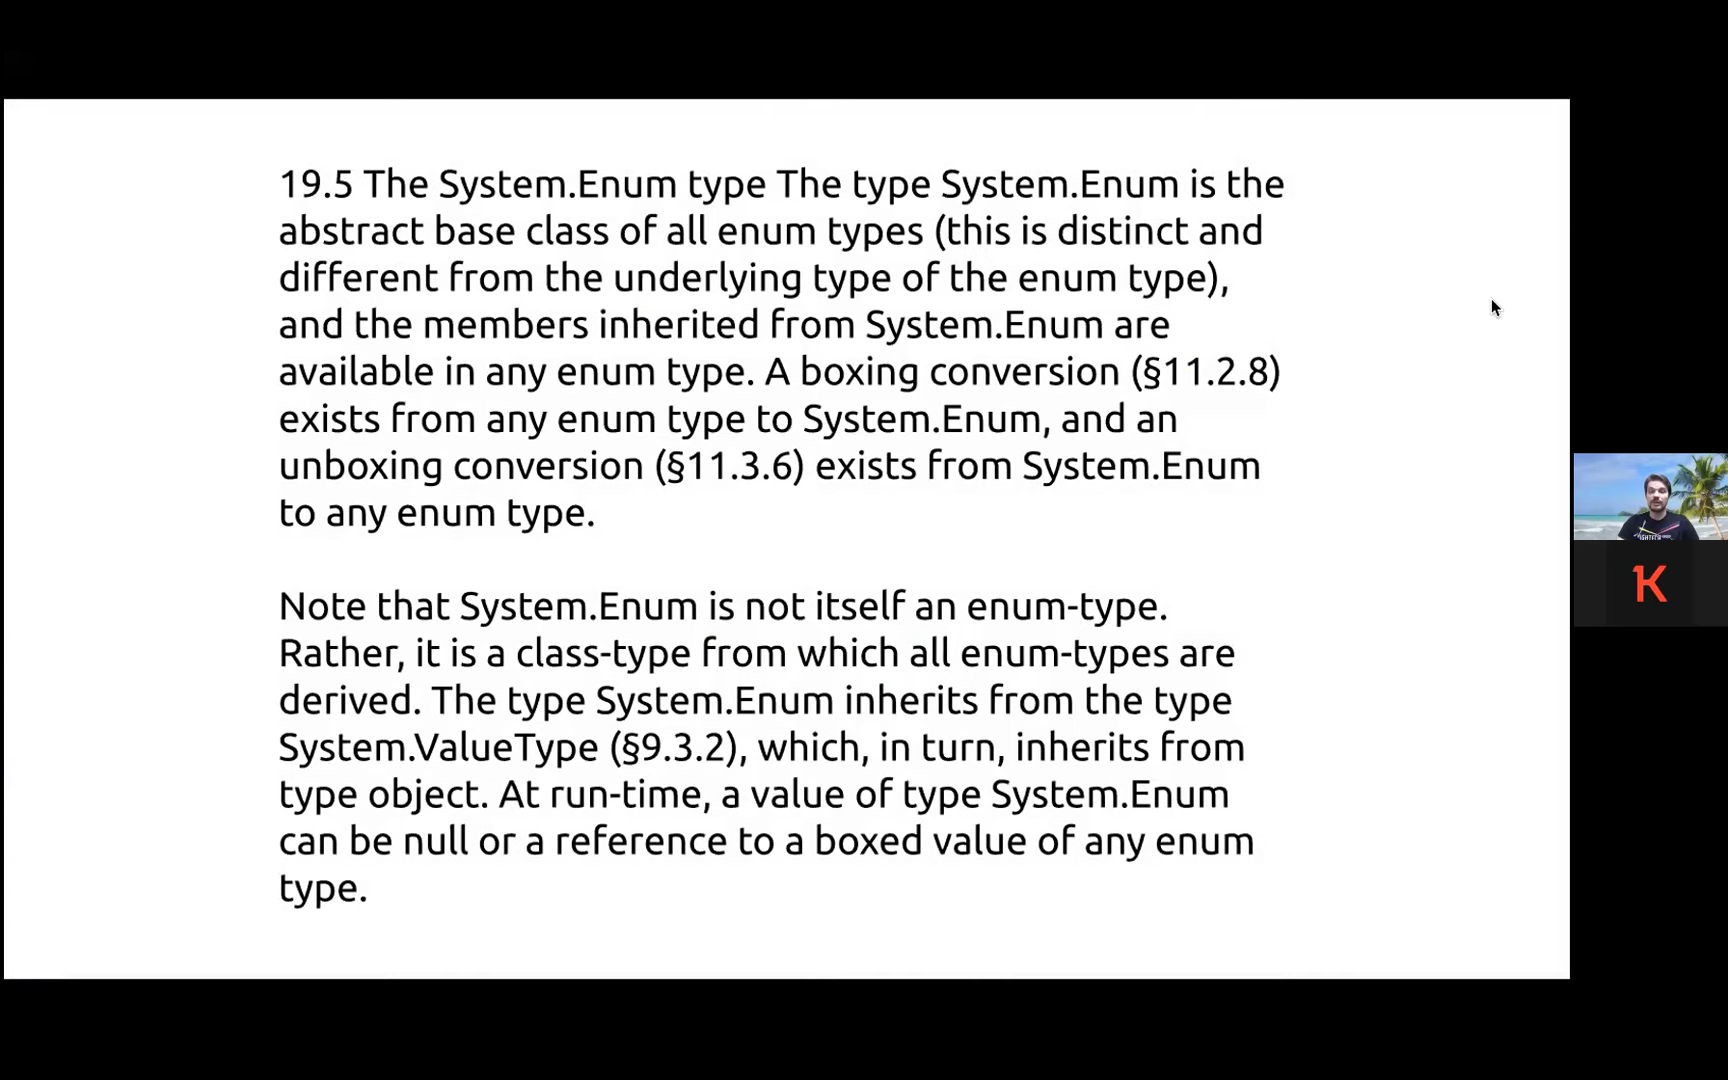 19.5 The System.Enum type The type System.Enum is the
abstract base class of all enum types (this is distinct and
different from the underlying type of the enum type),
and the members inherited from System.Enum are
available in any enum type. A boxing conversion (§11.2.8)
exists from any enum type to System.Enum, and an
unboxing conversion (§11.3.6) exists from System.Enum
to any enum type.
Note that System.Enum is not itself an enum-type.
Rather, it is a class-type from which all enum-types are
derived. The type System.Enum inherits from the type
System.ValueType (§9.3.2), which, in turn, inherits from
type object. At run-time, a value of type System.Enum
can be null or a reference to a boxed value of any enum
type.
K